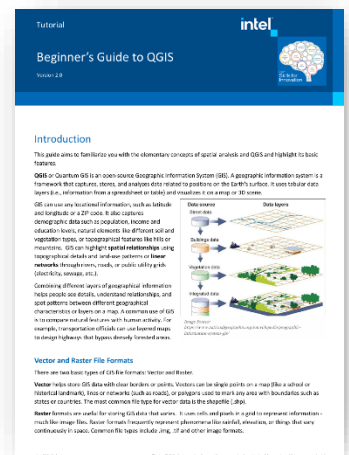 Tutorial
intel
Beginner's Guide to QGIS
Version 2.0
Skills for Innovation
Introduction
This guide aims to familiarize you with the elementary concepts of spatial analysis and QGIS and highlight its basic
features.
QGIS or Quantum GIS is an open-source Geographic Information System (GIS). A geographic information system is a
framework that captures, stores, and analyzes data related to positions on the Earth's surface. It uses tabular data
layers (i.e., information from a spreadsheet or table) and visualizes it on a map or 3D scene.
GIS can use any locational information, such as latitude
and longitude or a ZIP code. It also captures
demographic data such as population, income and
education levels, natural elements like different soil and
vegetation types, or topographical features like hills or
mountains. GIS can highlight spatial relationships using
topographical details and land-use patterns or linear
networks through rivers, roads, or public utility grids
(electricity, sewage, etc.).
Combining different layers of geographical information
helps people see details, understand relationships, and
spot patterns between different geographical
characteristics or layers on a map. A common use of GIS
is to compare natural features with human activity. For
example, transportation officials can use layered maps
to design highways that bypass densely forested areas.
Data source
Data layers
Street data
Buildings data
Vegetation data
Integrated data
Image Source:
Vector and Raster File Formats
There are two basic types of GIS file formats: Vector and Raster.
Vector helps store GIS data with clear borders or points. Vectors can be single points on a map (like a school or
historical landmark), lines or networks (such as roads), or polygons used to mark any area with boundaries such as
states or countries. The most common file type for vector data is the shapefile (.shp).
Raster formats are useful for storing GIS data that varies. It uses cells and pixels in a grid to represent information -
much like image files. Raster formats frequently represent phenomena like rainfall, elevation, or things that vary
continuously in space. Common file types include .img, .tif and other image formats.